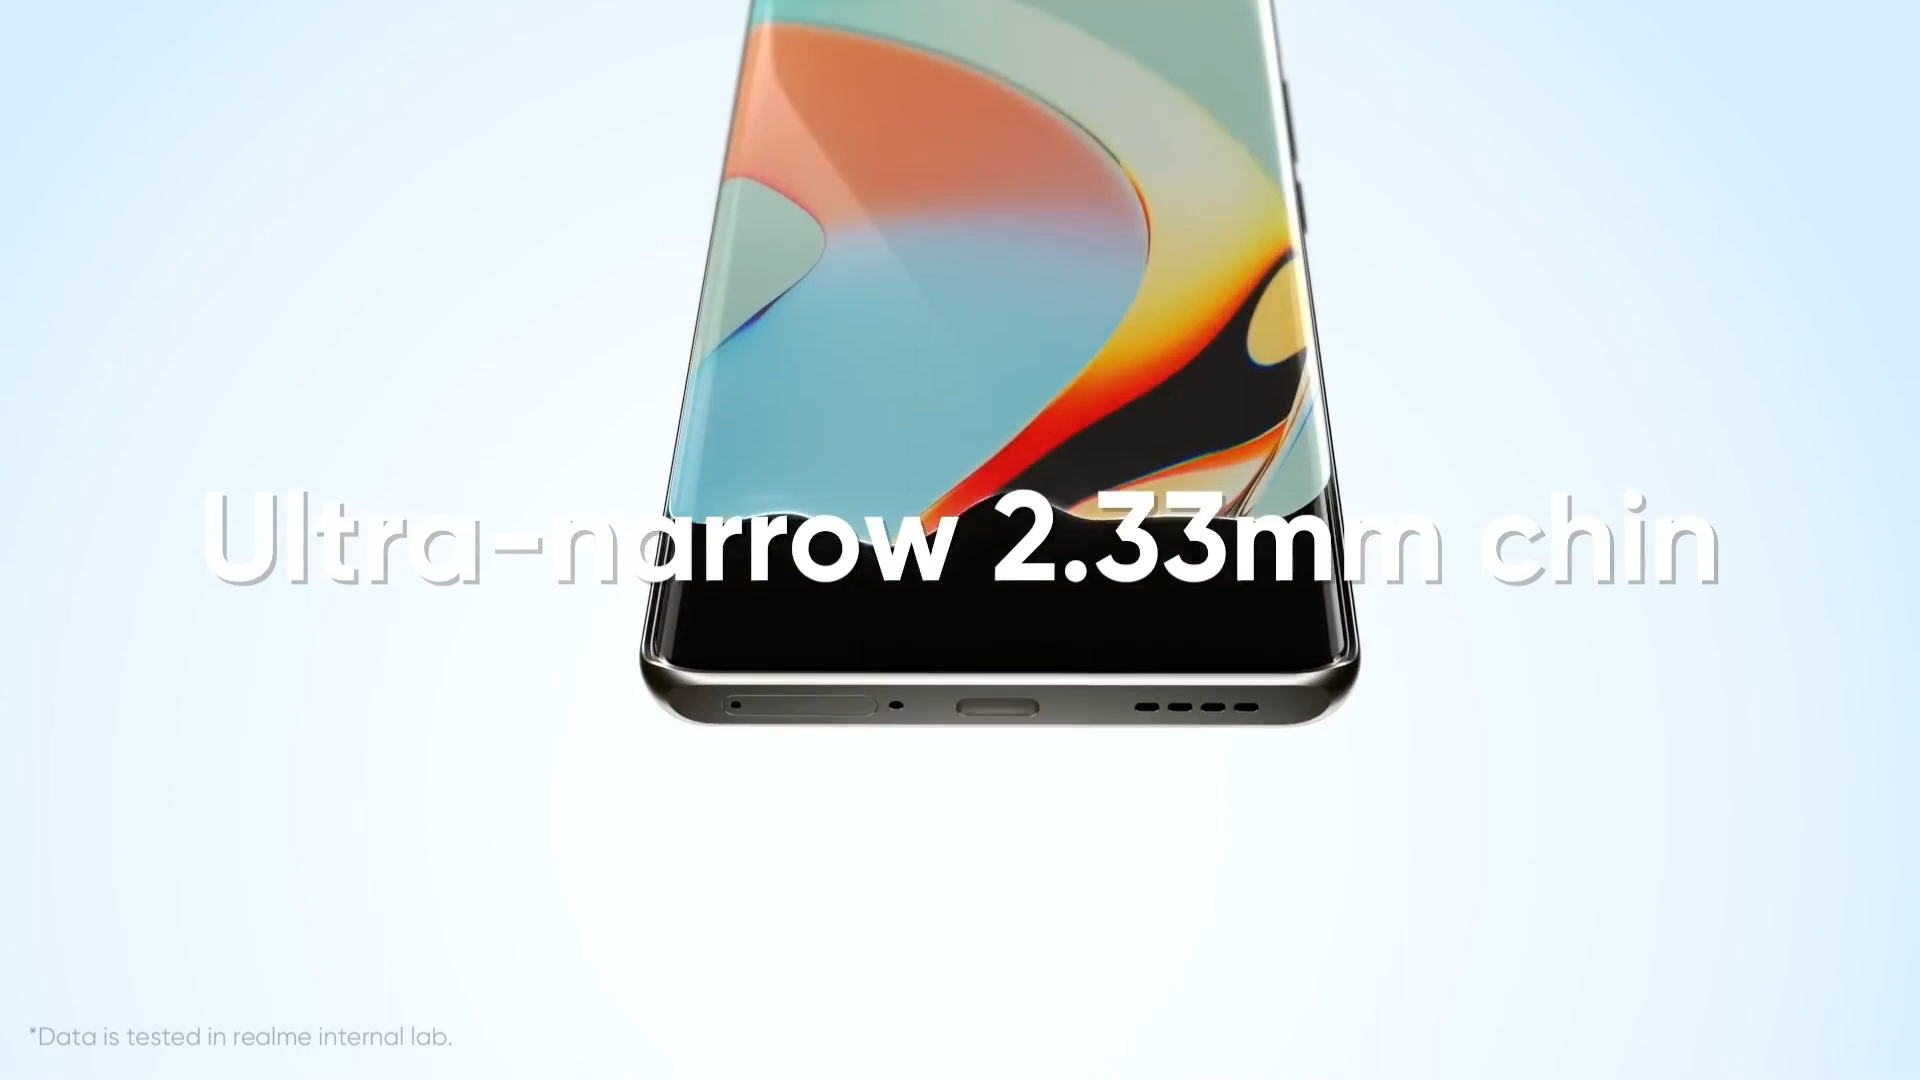 Ultra-narrow 2.33mm chin
*Data is tested in realme internal lab.